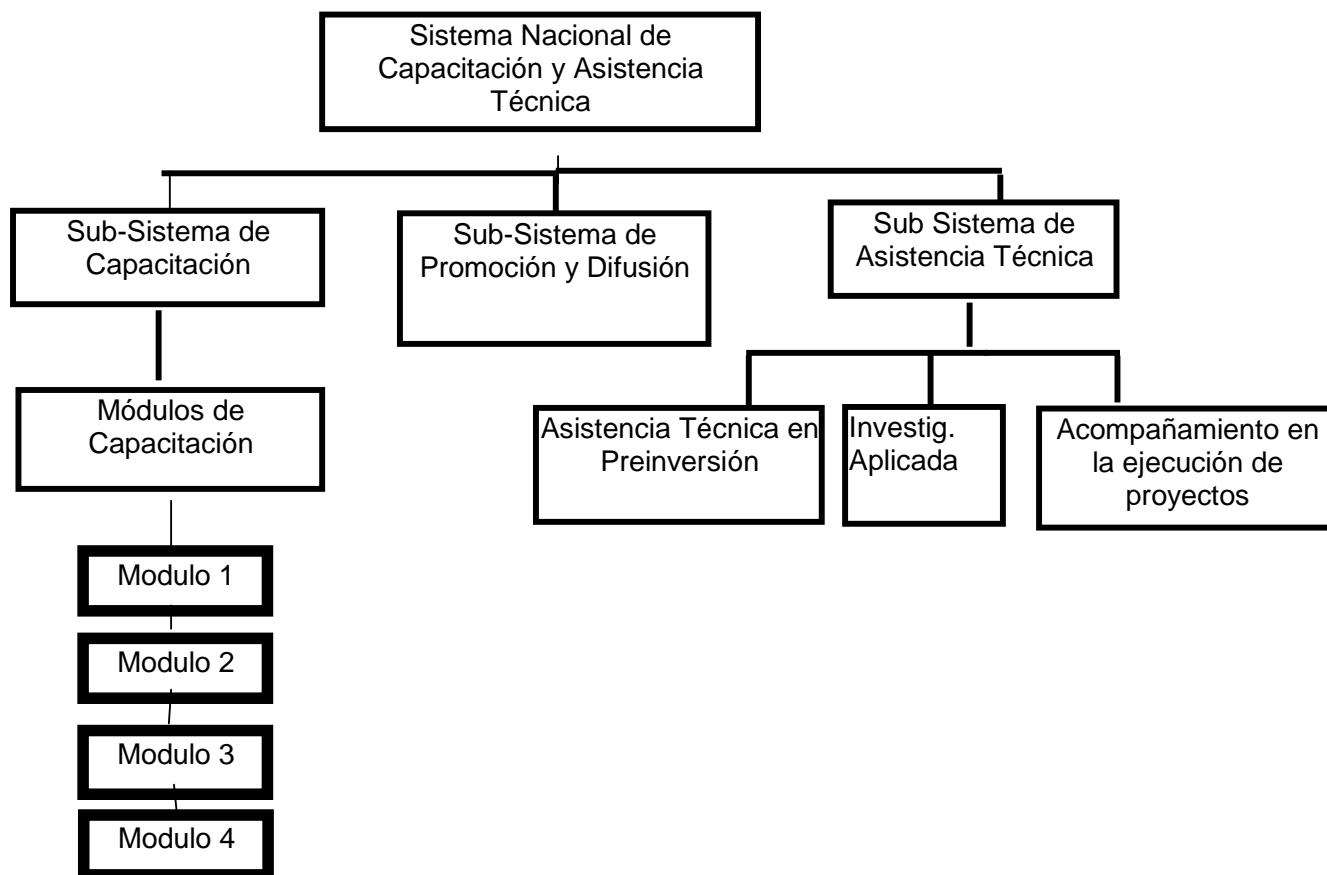 Sistema Nacional de
Capacitación y Asistencia
Técnica
Sub-Sistema de
Capacitación
Sub-Sistema de
Promoción y Difusión
Sub Sistema de
Asistencia Técnica
Módulos de
Capacitación
Asistencia Técnica en
Preinversión
Investig.
Aplicada
Acompañamiento en
la ejecución de
proyectos
Modulo 1
Modulo 2
Modulo 3
Modulo 4